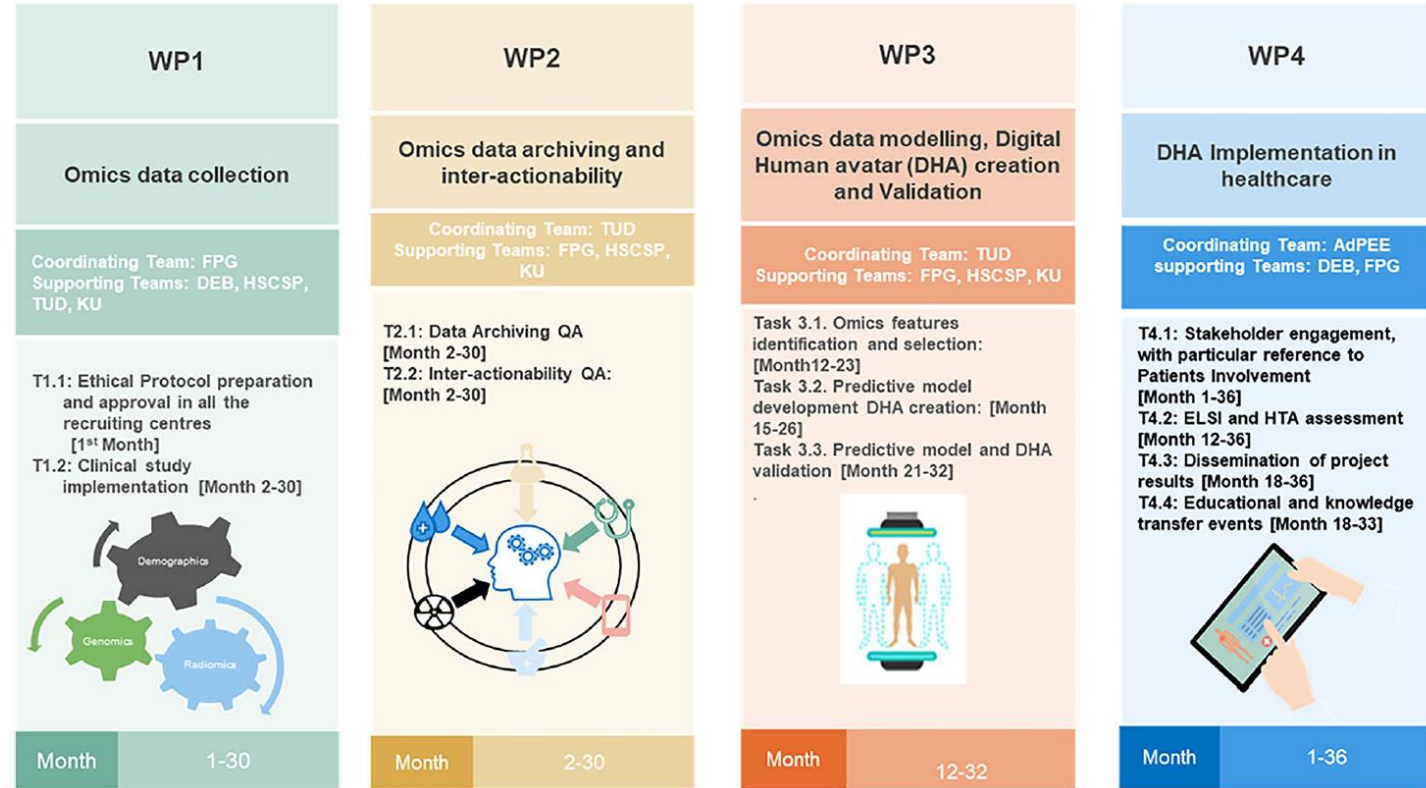 WP1
Omics data collection
Coordinating Team: FPG
Supporting Teams: DEB, HSCSP,
TUD, KU
T1.1: Ethical Protocol preparation
and approval in all the
recruiting centres
[1st Month]
T1.2: Clinical study
implementation [Month 2-30]
Demographics
Genomics
Radiomics
Month 1-30
WP2
Omics data archiving and
inter-actionability
Coordinating Team: TUD
Supporting Teams: FPG, HSCSP,
KU
T2.1: Data Archiving QA
[Month 2-30]
T2.2: Inter-actionability QA:
[Month 2-30]
Month 2-30
WP3
Omics data modelling, Digital
Human avatar (DHA) creation
and Validation
Coordinating Team: TUD
Supporting Teams: FPG, HSCSP, KU
Task 3.1. Omics features
identification and selection:
[Month12-23]
Task 3.2. Predictive model
development DHA creation: [Month
15-26]
Task 3.3. Predictive model and DHA
validation [Month 21-32]
.
Month 12-32
WP4
DHA Implementation in
healthcare
Coordinating Team: AdPEE
supporting Teams: DEB, FPG
T4.1: Stakeholder engagement,
with particular reference to
Patients Involvement
[Month 1-36]
T4.2: ELSI and HTA assessment
[Month 12-36]
T4.3: Dissemination of project
results [Month 18-36]
T4.4: Educational and knowledge
transfer events [Month 18-33]
Month 1-36